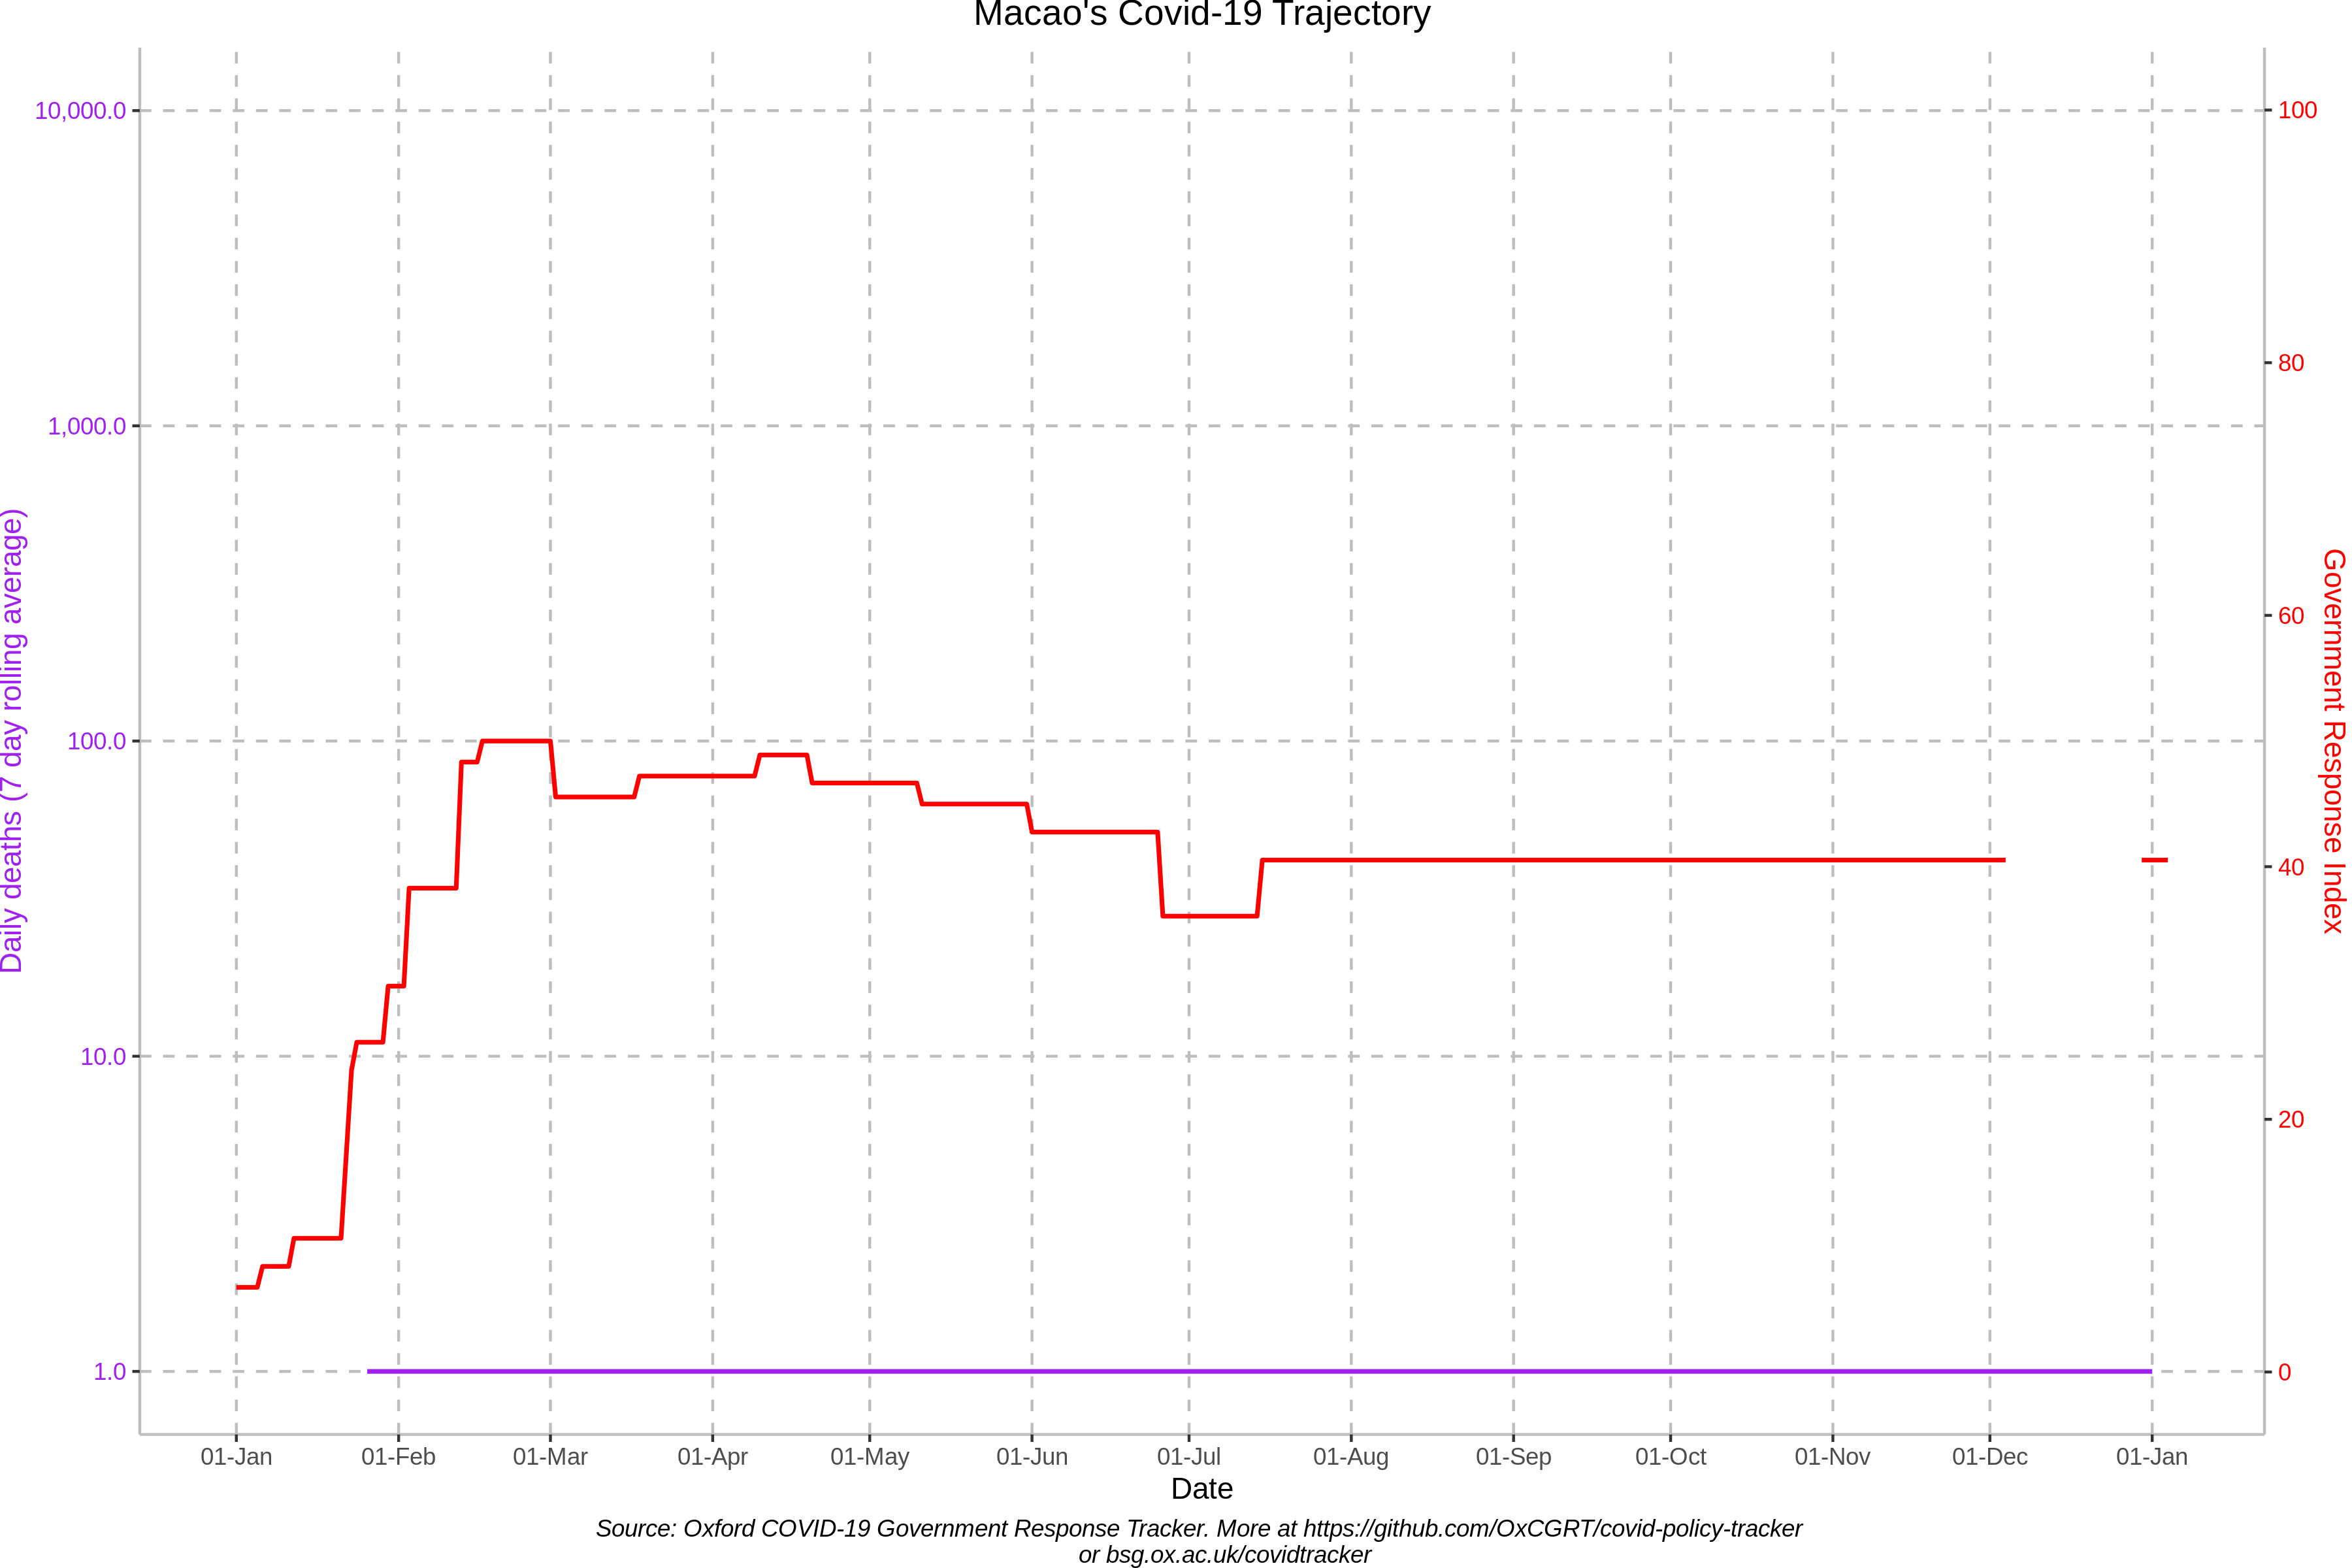 Macao's Covid-19 Trajectory
10,000.0
1,000.0
100.0
10.0
1.0
Daily deaths (7 day rolling average)
100
80
60
40
20
0
Government Response Index
01-Jan
01-Feb
01-Mar
01-Apr
01-May
01-Jun
01-Jul
01-Aug
01-Sep
01-Oct
01-Nov
01-Dec
01-Jan
Date
Source: Oxford COVID-19 Government Response Tracker. More at https://github.com/OxCGRT/covid-policy-tracker
or bsg.ox.ac.uk/covidtracker